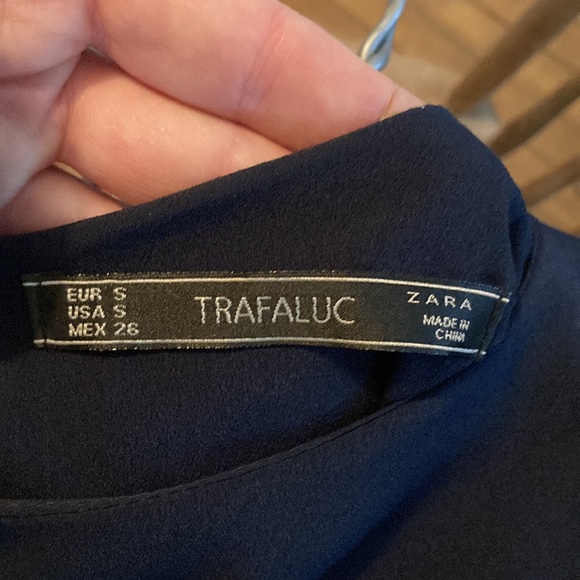 EUR S
USA S
MEX 26
TRAFALUC
ZARA
MADE IN
CHINA